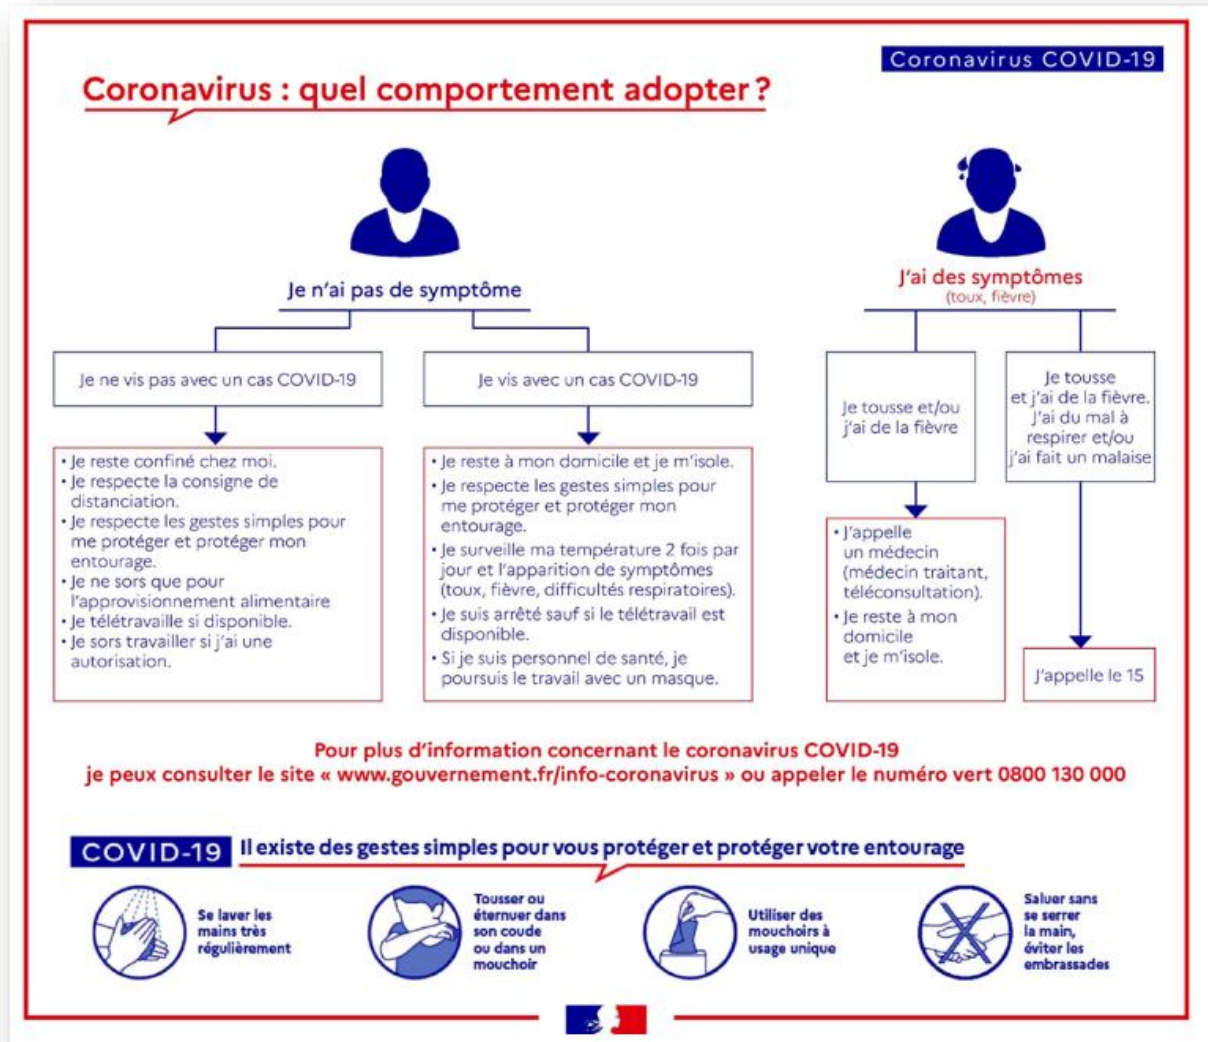 Coronavirus COVID-19
Coronavirus : quel comportement adopter ?
Je n'ai pas de symptôme
J'ai des symptômes
(toux, fièvre)
Je ne vis pas avec un cas COVID-19
• Je reste confiné chez moi.
• Je respecte la consigne de
distanciation.
• Je respecte les gestes simples pour
me protéger et protéger mon
entourage.
• Je ne sors que pour
l'approvisionnement alimentaire
• Je télétravaille si disponible.
• Je sors travailler si j'ai une
autorisation.
Je vis avec un cas COVID-19
• Je reste à mon domicile et je m'isole.
• Je respecte les gestes simples pour
me protéger et protéger mon
entourage.
• Je surveille ma température 2 fois par
jour et l'apparition de symptômes
(toux, fièvre, difficultés respiratoires).
• Je suis arrêté sauf si le télétravail est
disponible.
• Si je suis personnel de santé, je
poursuis le travail avec un masque.
Je tousse et/ou
j'ai de la fièvre
• J'appelle
un médecin
(médecin traitant,
téléconsultation).
• Je reste à mon
domicile
et je m'isole.
Je tousse
et j'ai de la fièvre.
J'ai du mal à
respirer et/ou
j'ai fait un malaise
J'appelle le 15
Pour plus d'information concernant le coronavirus COVID-19
je peux consulter le site « www.gouvernement.fr/info-coronavirus » ou appeler le numéro vert 0800 130 000
COVID-19 Il existe des gestes simples pour vous protéger et protéger votre entourage
Se laver les
mains très
régulièrement
Tousser ou
éternuer dans
son coude
ou dans un
mouchoir
Utiliser des
mouchoirs à
usage unique
Saluer sans
se serrer
la main,
éviter les
embrassades